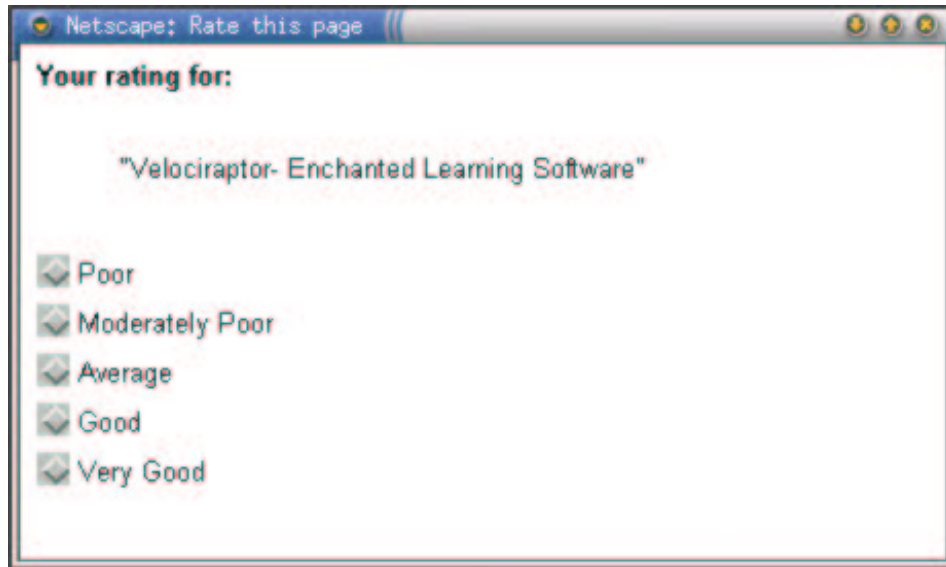 Netscape: Rate this page
Your rating for:
"Velociraptor- Enchanted Learning Software"
Poor
Moderately Poor
Average
Good
Very Good